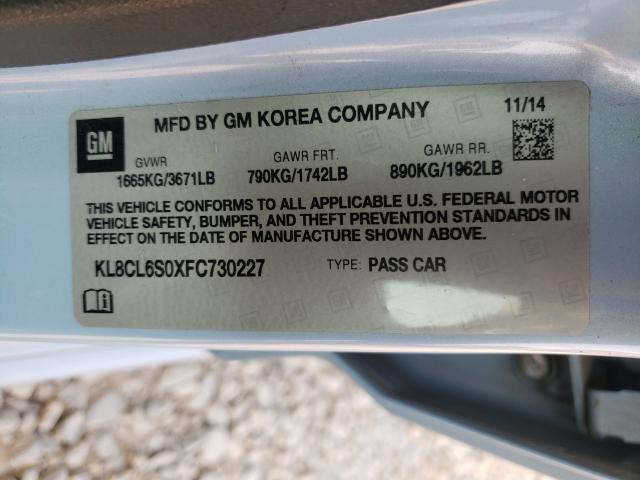 GM
MFD BY GM KOREA COMPANY
11/14
GVWR
GAWR FRT.
GAWR RR.
1665KG/3671LB
790KG/1742LB
890KG/1962LB
THIS VEHICLE CONFORMS TO ALL APPLICABLE U.S. FEDERAL MOTOR
VEHICLE SAFETY, BUMPER, AND THEFT PREVENTION STANDARDS IN
EFFECT ON THE DATE OF MANUFACTURE SHOWN ABOVE.
KL8CL6S0XFC730227
TYPE: PASS CAR